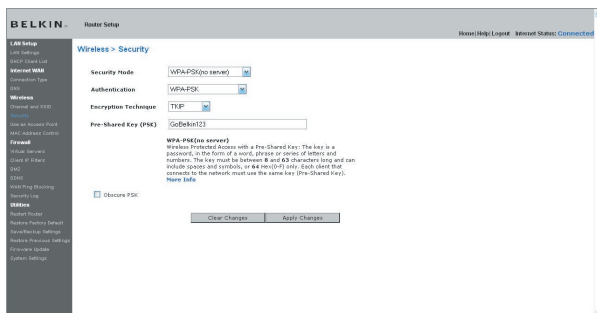 BELKIN. Router Setup
Home|Help|Logout Internet Status: Connected
LAN Setup
LAN Settings
DHCP Client List
Internet WAN
Connection Type
DNS
Wireless
Channel and SSID
Security
Use as Access Point
MAC Address Control
Firewall
Virtual Servers
Client IP Filters
DMZ
DDNS
WAN Ping Blocking
Security Log
Utilities
Restart Router
Restore Factory Default
Save/Backup Settings
Restore Previous Settings
Firmware Update
System Settings
Wireless > Security
Security Mode WPA-PSK(no server)
Authentication WPA-PSK
Encryption Technique TKIP
Pre-Shared Key (PSK) GoBelkin123
WPA-PSK(no server)
Wireless Protected Access with a Pre-Shared Key: The key is a
password, in the form of a word, phrase or series of letters and
numbers. The key must be between 8 and 63 characters long and can
include spaces and symbols, or 64 Hex(0-F) only. Each client that
connects to the network must use the same key (Pre-Shared Key).
More Info
Obscure PSK
Clear Changes Apply Changes